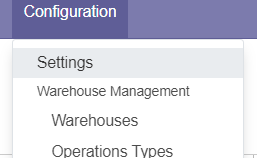 Configuration
Settings
Warehouse Management
Warehouses
Operations Types